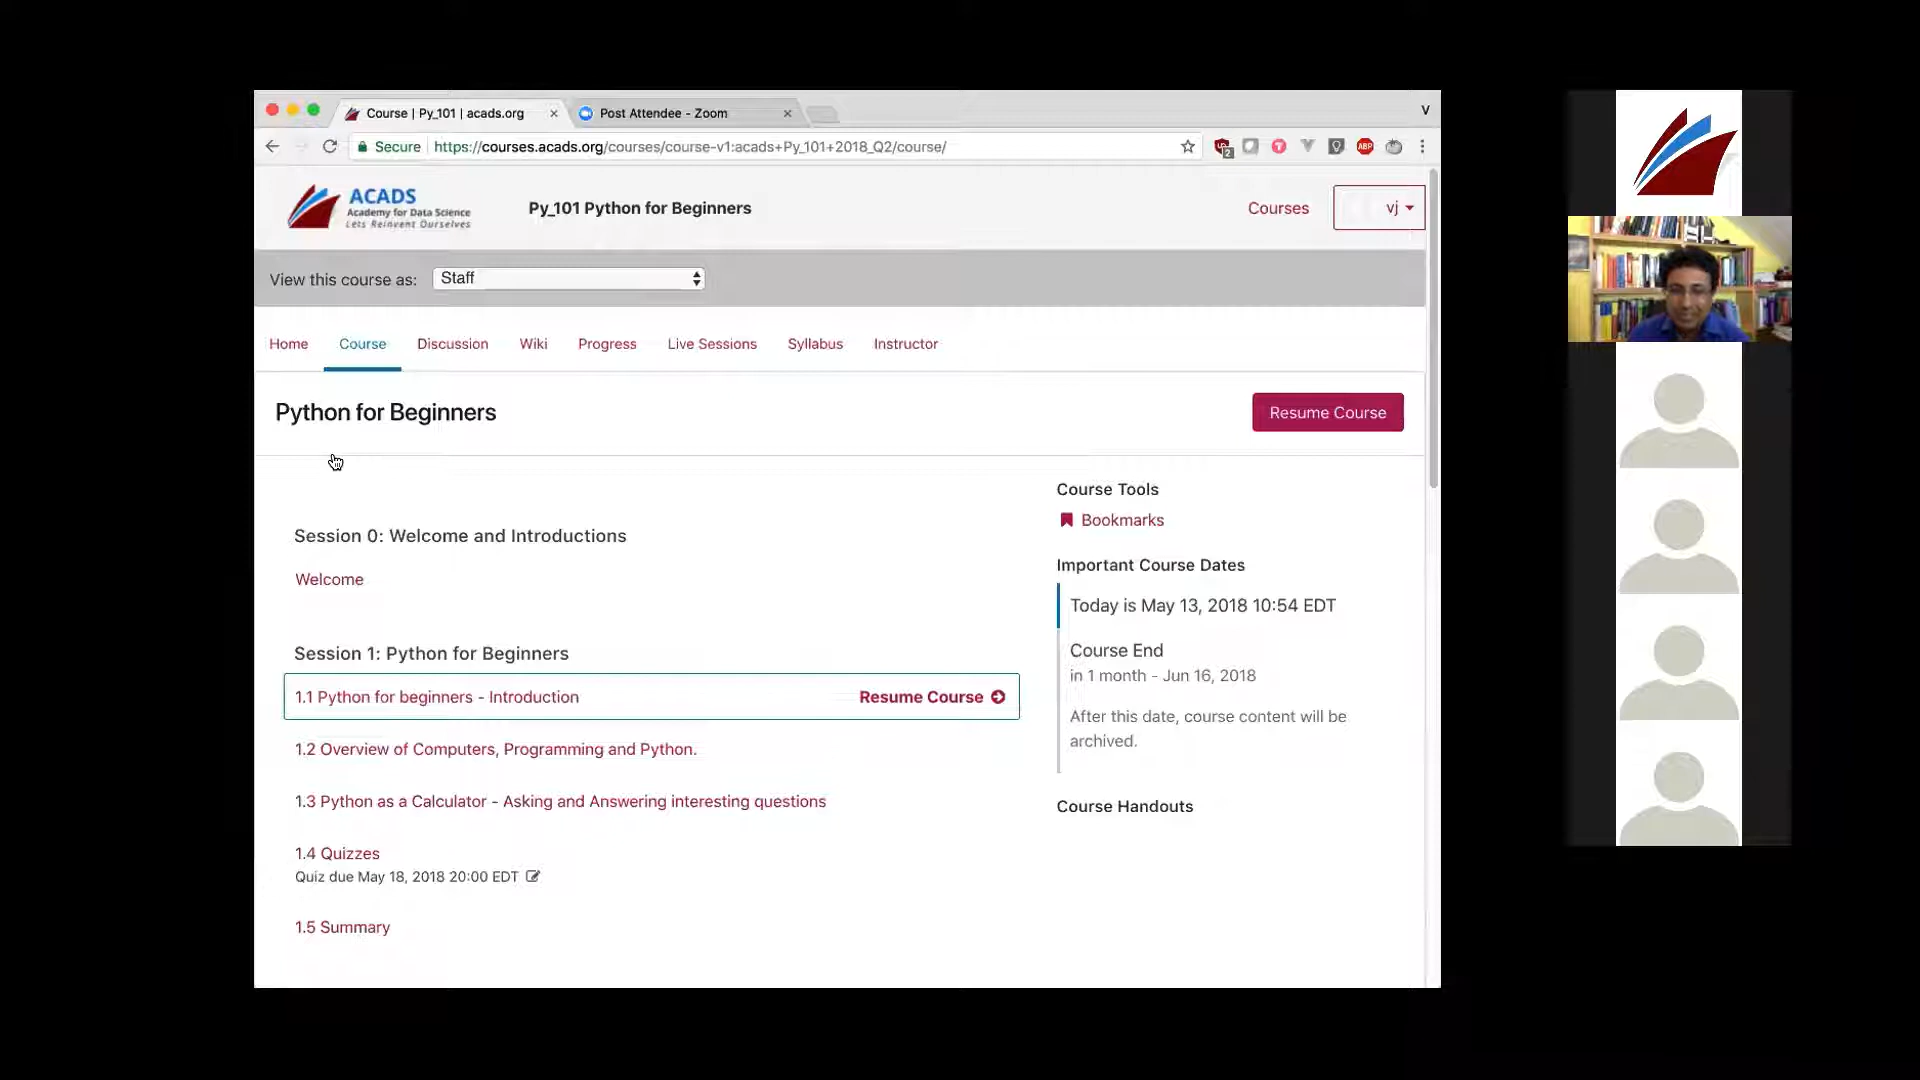 Course | Py_101 | acads.org
Post Attendee - Zoom
V
Secure https://courses.acads.org/courses/course-v1:acads+Py_101+2018_Q2/course/
2
ABP
ACADS
Academy for Data Science
Lets Reinvent Ourselves
Py_101 Python for Beginners
Courses
vj
View this course as: Staff
Home Course Discussion Wiki Progress Live Sessions Syllabus Instructor
Python for Beginners
Resume Course
Session 0: Welcome and Introductions
Welcome
Session 1: Python for Beginners
1.1 Python for beginners - Introduction
Resume Course
1.2 Overview of Computers, Programming and Python.
1.3 Python as a Calculator - Asking and Answering interesting questions
1.4 Quizzes
Quiz due May 18, 2018 20:00 EDT
1.5 Summary
Course Tools
Bookmarks
Important Course Dates
Today is May 13, 2018 10:54 EDT
Course End
in 1 month - Jun 16, 2018
After this date, course content will be
archived.
Course Handouts